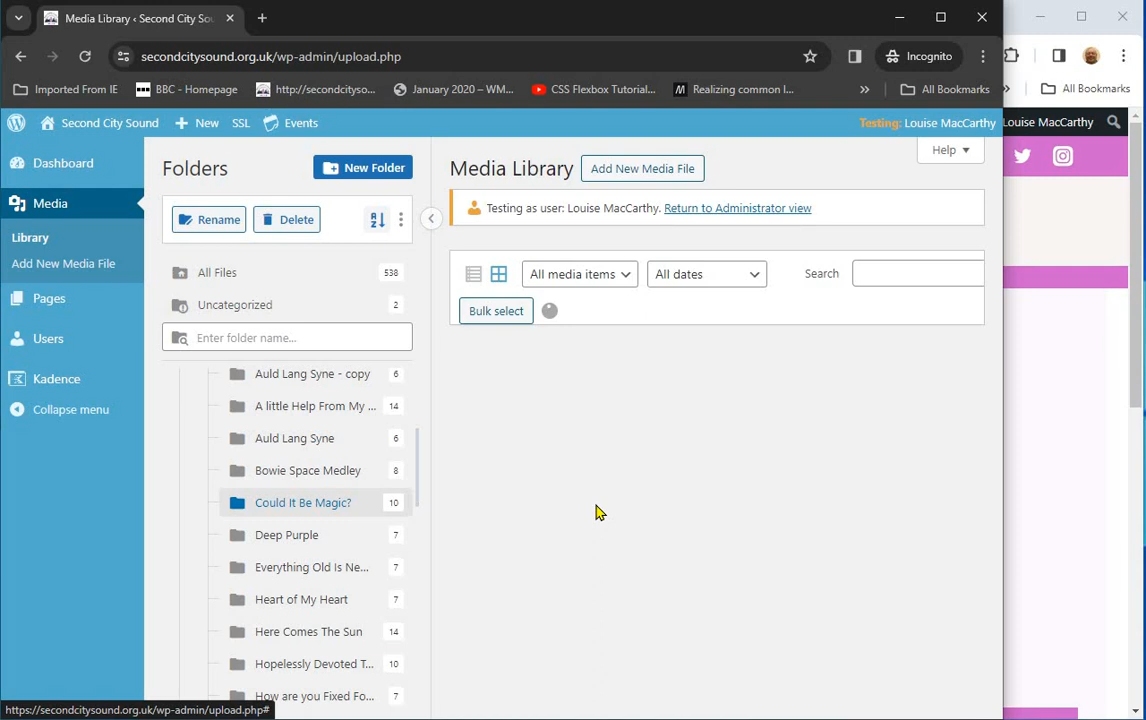 Media Library ‹ Second City Sou
secondcitysound.org.uk/wp-admin/upload.php
Incognito
Imported From IE
BBC - Homepage
http://secondcityso...
January 2020 – WM...
CSS Flexbox Tutorial...
Realizing common l...
»
All Bookmarks
»
All Bookmarks
Second City Sound
New
SSL
Events
Testing: Louise MacCarthy
Louise MacCarthy
Dashboard
Media
Library
Add New Media File
Pages
Users
Kadence
Collapse menu
Folders
New Folder
Rename
Delete
All Files 538
Uncategorized 2
Enter folder name...
Auld Lang Syne - copy 6
A little Help From My ... 14
Auld Lang Syne 6
Bowie Space Medley 8
Could It Be Magic? 10
Deep Purple 7
Everything Old Is Ne... 7
Heart of My Heart 7
Here Comes The Sun 14
Hopelessly Devoted T... 10
How are you Fixed Fo... 7
Media Library
Add New Media File
Help
Testing as user: Louise MacCarthy. Return to Administrator view
All media items
All dates
Search
Bulk select
https://secondcitysound.org.uk/wp-admin/upload.php#